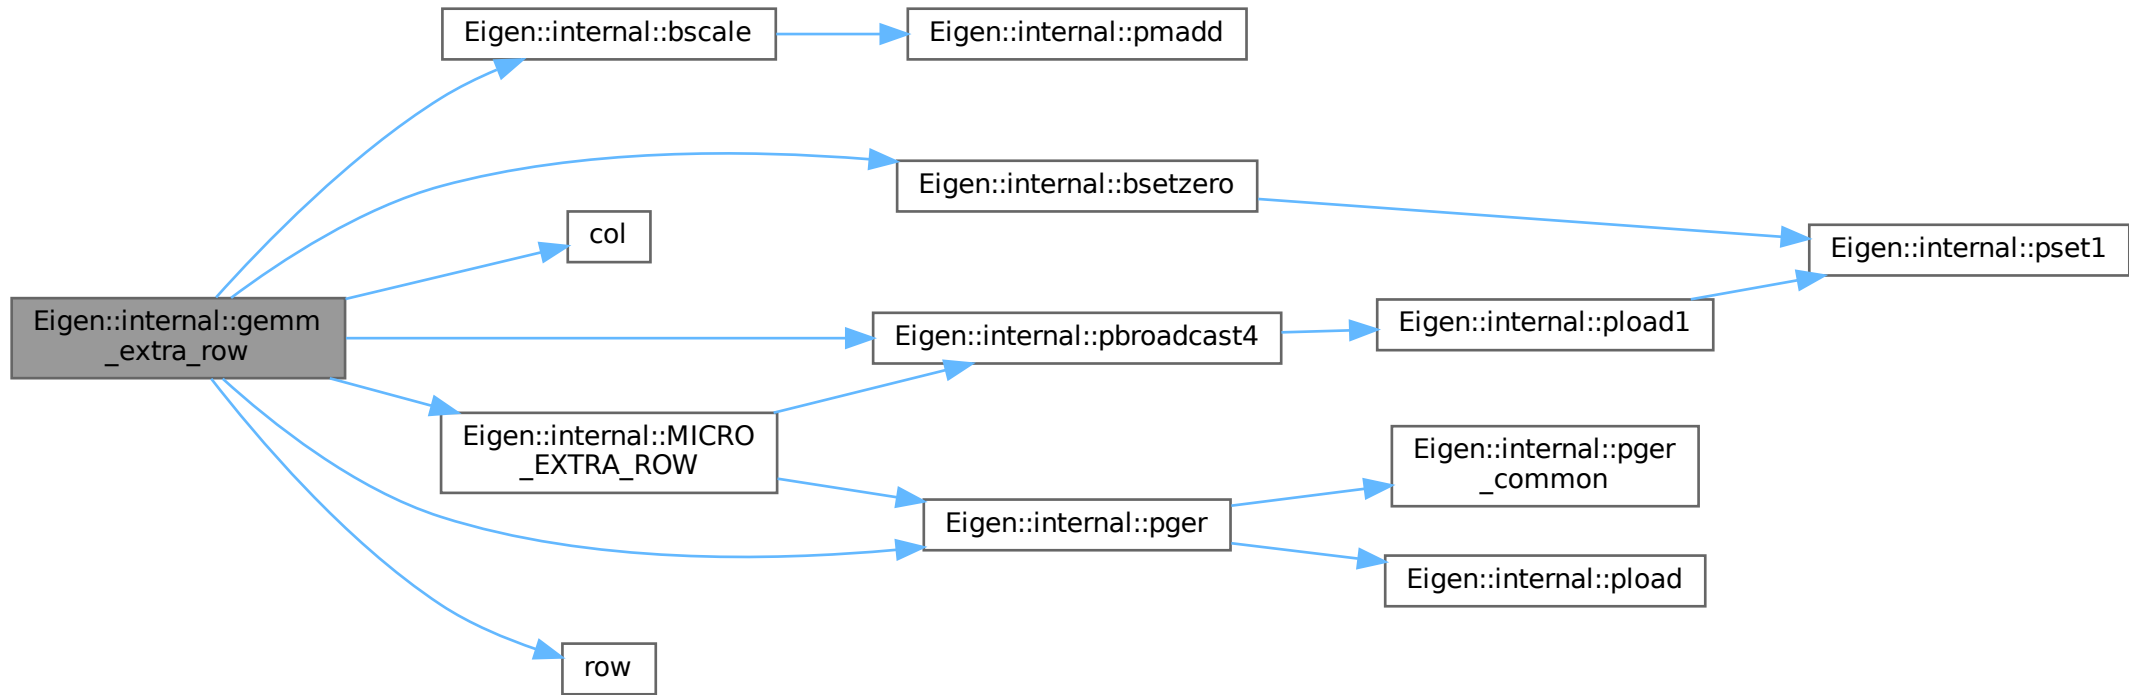 Eigen::internal::bscale
Eigen::internal::pmadd
Eigen::internal::bsetzero
col
Eigen::internal::pset1
Eigen::internal::gemm
_extra_row
Eigen::internal::pbroadcast4
Eigen::internal::pload1
Eigen::internal::MICRO
_EXTRA_ROW
Eigen::internal::pger
_common
Eigen::internal::pger
Eigen::internal::pload
row